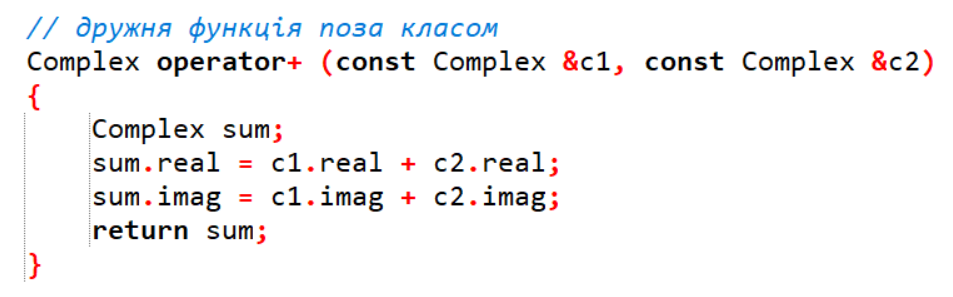 // дружня функція поза класом
Complex operator+ (const Complex &c1, const Complex &c2)
{
Complex sum;
sum.real = c1.real + c2.real;
sum.imag = c1.imag + c2.imag;
return sum;
}